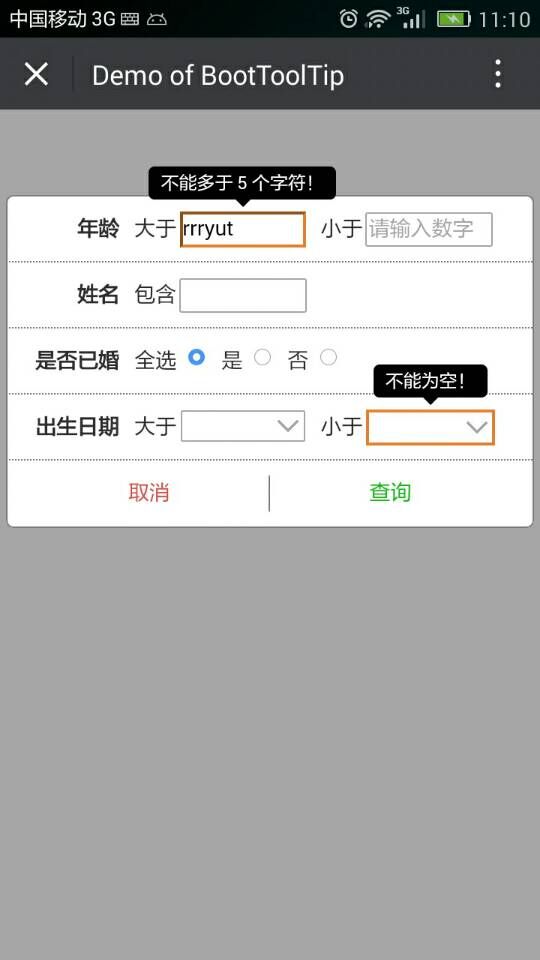 中国移动 3G 3G 11:10
Demo of BootToolTip
不能多于 5 个字符!
年龄 大于 rrryut 小于 请输入数字
姓名 包含
是否已婚 全选 是 否
不能为空!
出生日期 大于 小于
取消 查询